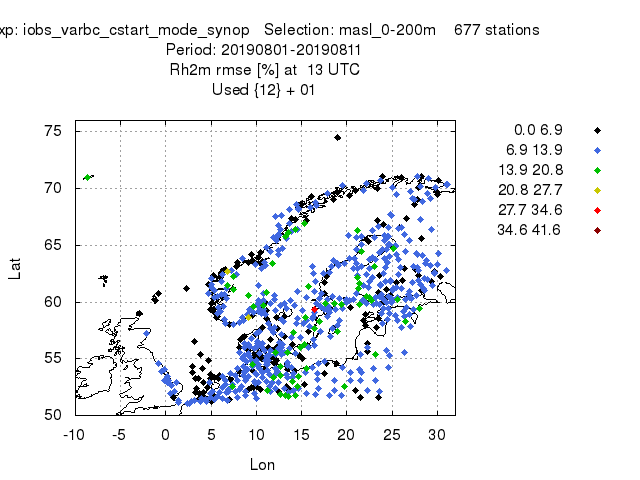 xp: iobs_varbc_cstart_mode_synop Selection: masl_0-200m 677 stations
Period: 20190801-20190811
Rh2m rmse [%] at 13 UTC
Used {12} + 01
0.0 6.9
6.9 13.9
13.9 20.8
20.8 27.7
27.7 34.6
34.6 41.6
75
70
65
60
55
50
Lat
-10 -5 0 5 10 15 20 25 30
Lon